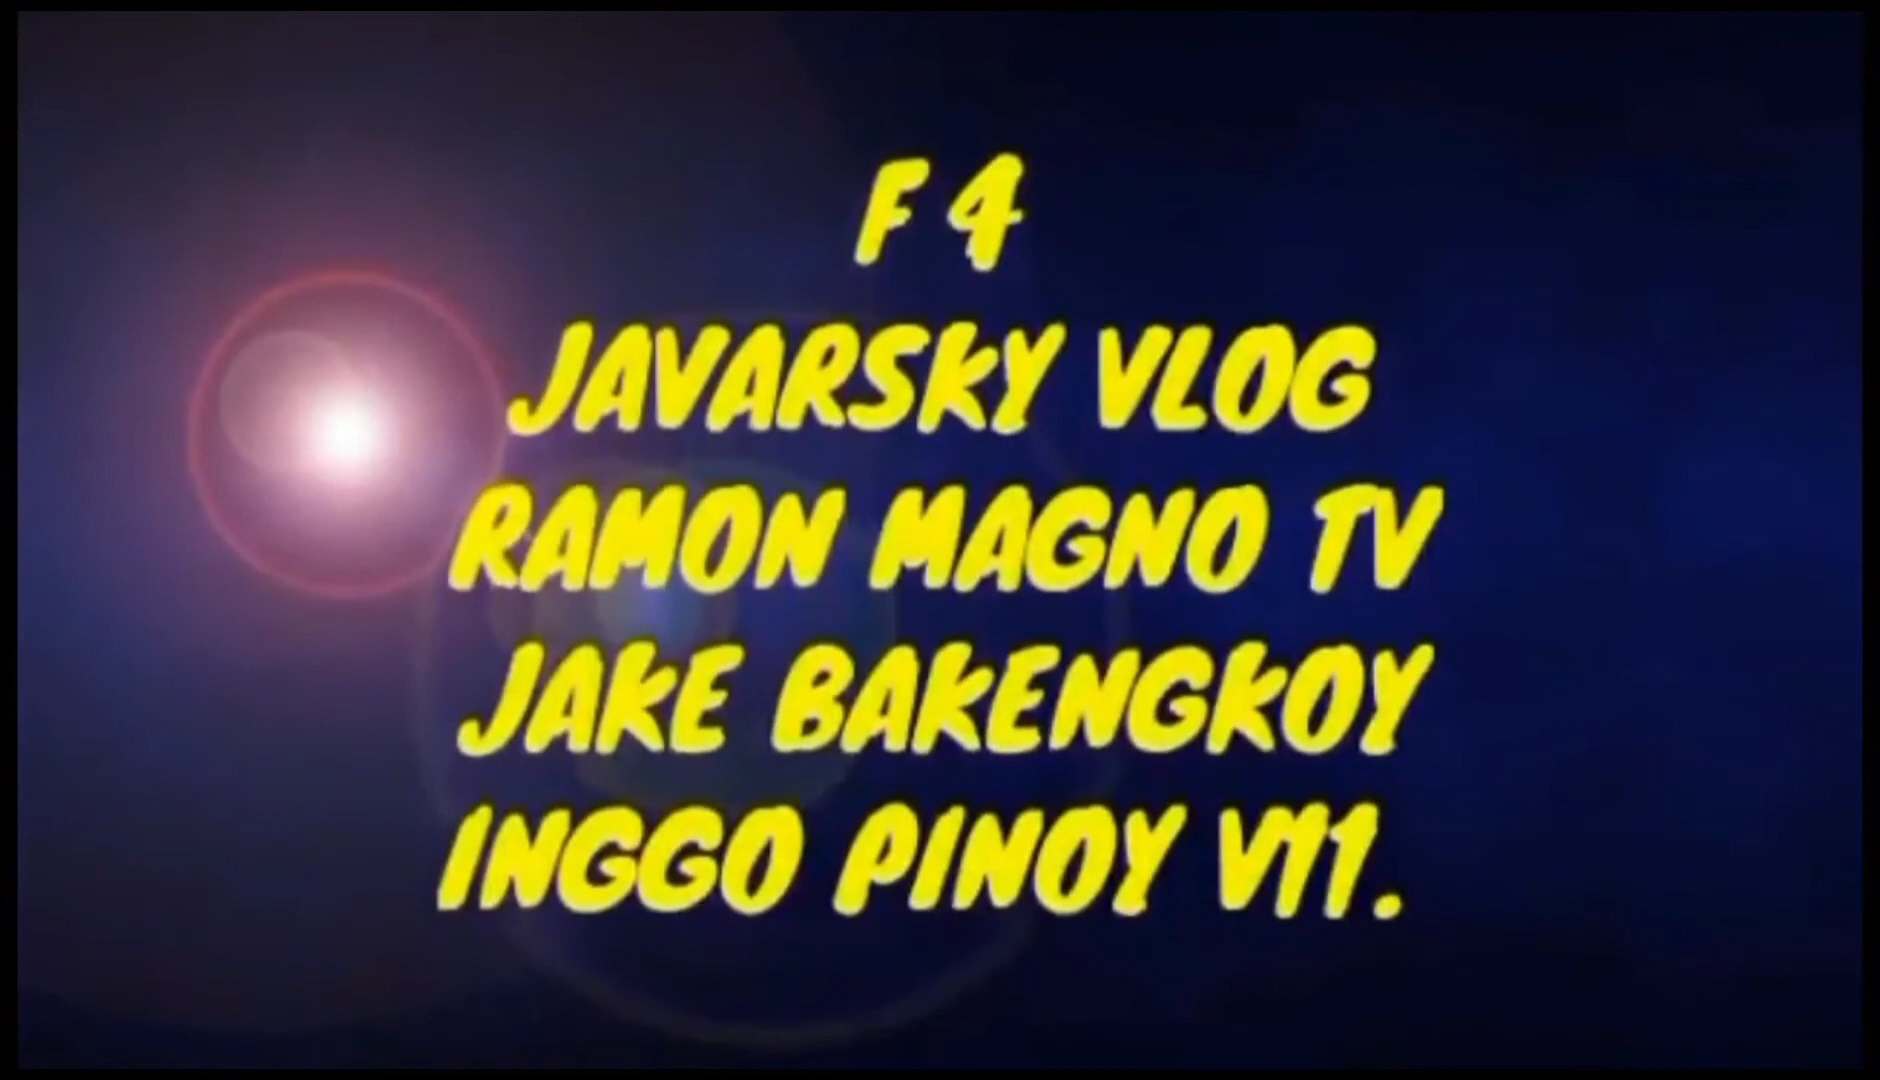 F 4
JAVARSKY VLOG
RAMON MAGNO TV
JAKE BAKENGKOY
INGGO PINOY V11.